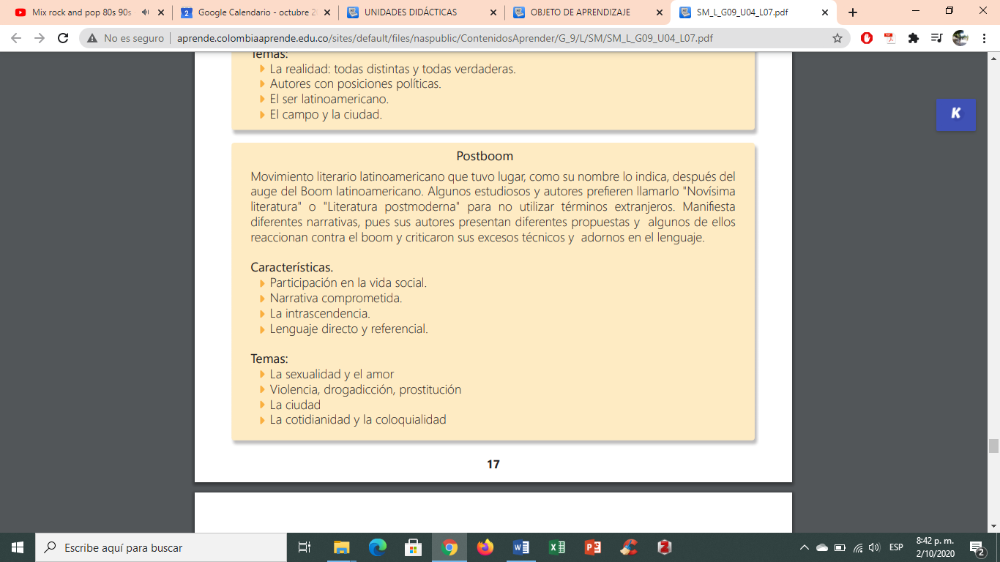 Mix rock and pop 80s 90s
Google Calendario - octubre 2
UNIDADES DIDÁCTICAS
OBJETO DE APRENDIZAJE
SM_L_G09_U04_L07.pdf
No es seguro
aprende.colombiaaprende.edu.co/sites/default/files/naspublic/ContenidosAprender/G_9/L/SM/SM_L_G09_U04_L07.pdf
Temas:
La realidad: todas distintas y todas verdaderas.
Autores con posiciones políticas.
El ser latinoamericano.
El campo y la ciudad.
K
Postboom
Movimiento literario latinoamericano que tuvo lugar, como su nombre lo indica, después del
auge del Boom latinoamericano. Algunos estudiosos y autores prefieren llamarlo "Novísima
literatura" o "Literatura postmoderna" para no utilizar términos extranjeros. Manifiesta
diferentes narrativas, pues sus autores presentan diferentes propuestas y algunos de ellos
reaccionan contra el boom y criticaron sus excesos técnicos y adornos en el lenguaje.
Características.
Participación en la vida social.
Narrativa comprometida.
La intrascendencia.
Lenguaje directo y referencial.
Temas:
La sexualidad y el amor
Violencia, drogadicción, prostitución
La ciudad
La cotidianidad y la coloquialidad
17
Escribe aquí para buscar
ESP
8:42 p. m.
2/10/2020
2